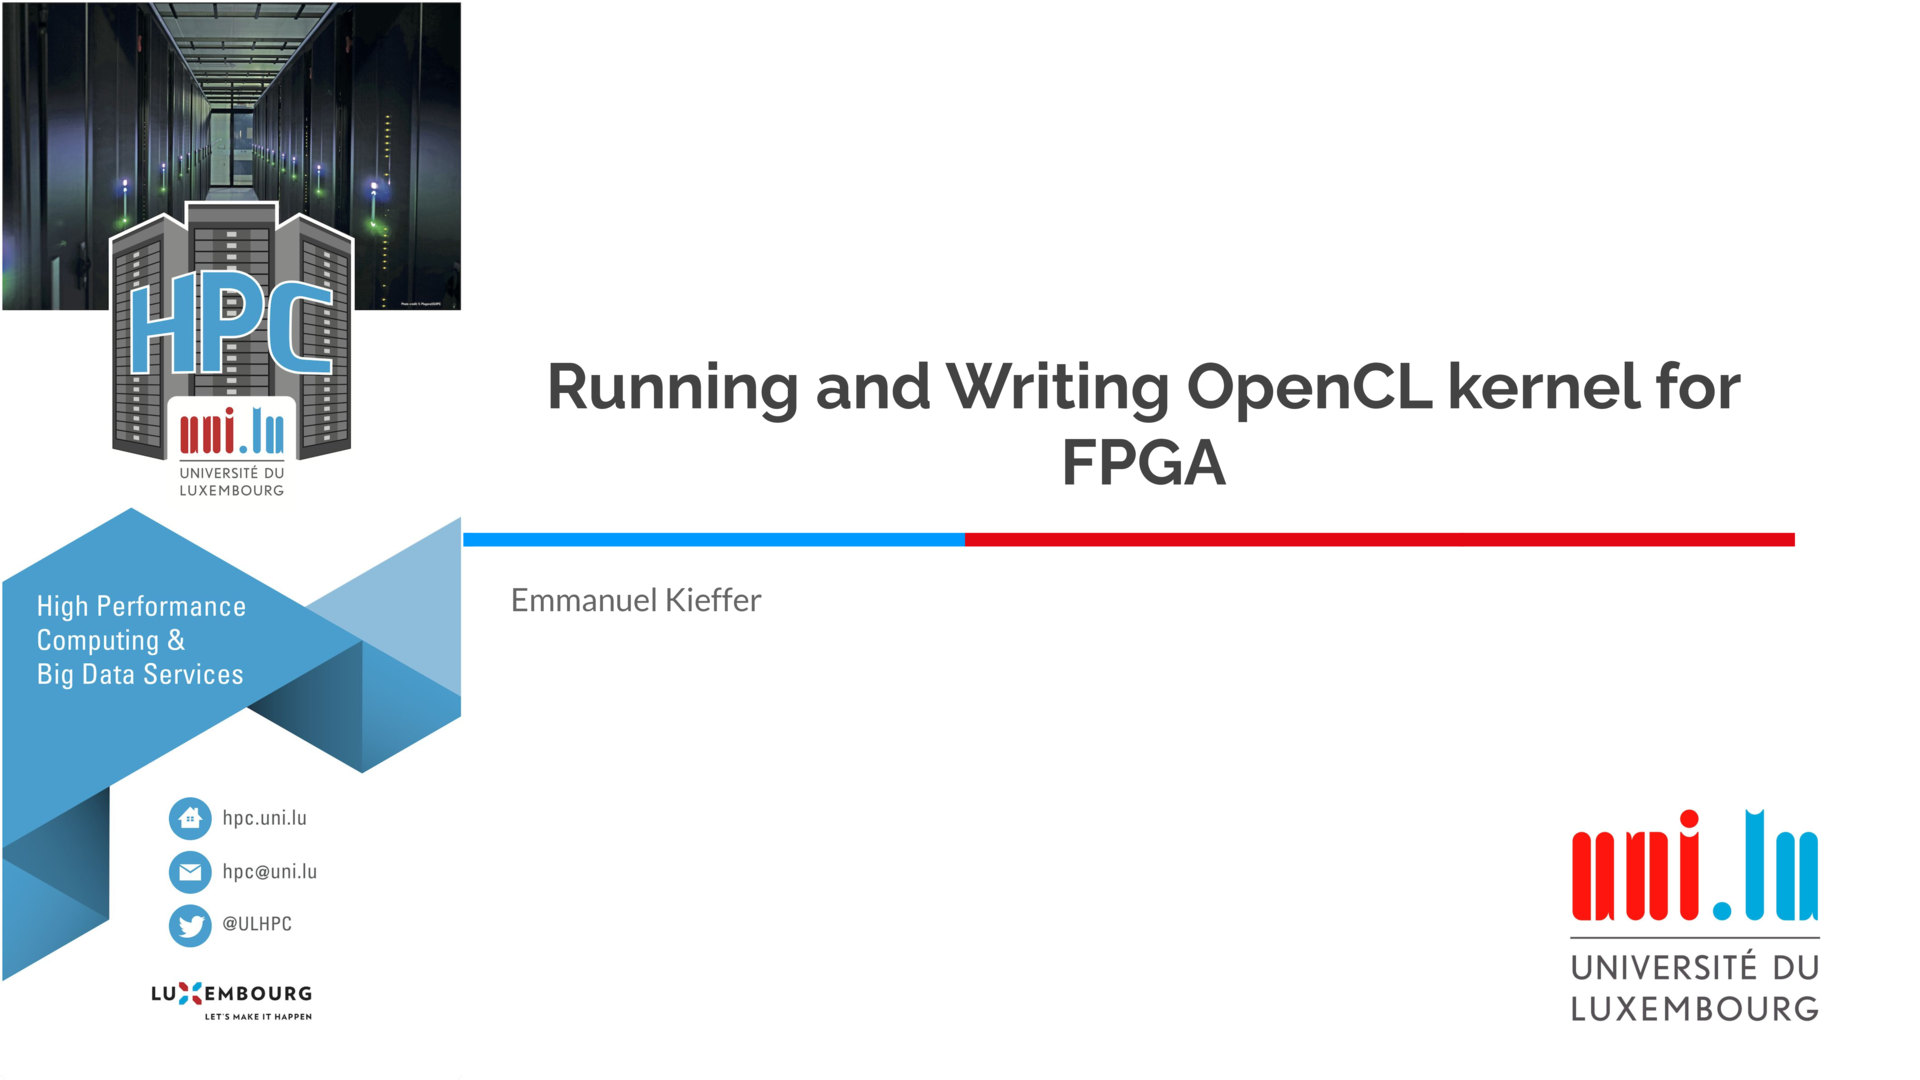 HPC
uni.lu
UNIVERSITÉ DU
LUXEMBOURG
High Performance
Computing &
Big Data Services
hpc.uni.lu
hpc@uni.lu
@ULHPC
LUXEMBOURG
LET'S MAKE IT HAPPEN
Running and Writing OpenCL kernel for
FPGA
Emmanuel Kieffer
uni.lu
UNIVERSITÉ DU
LUXEMBOURG